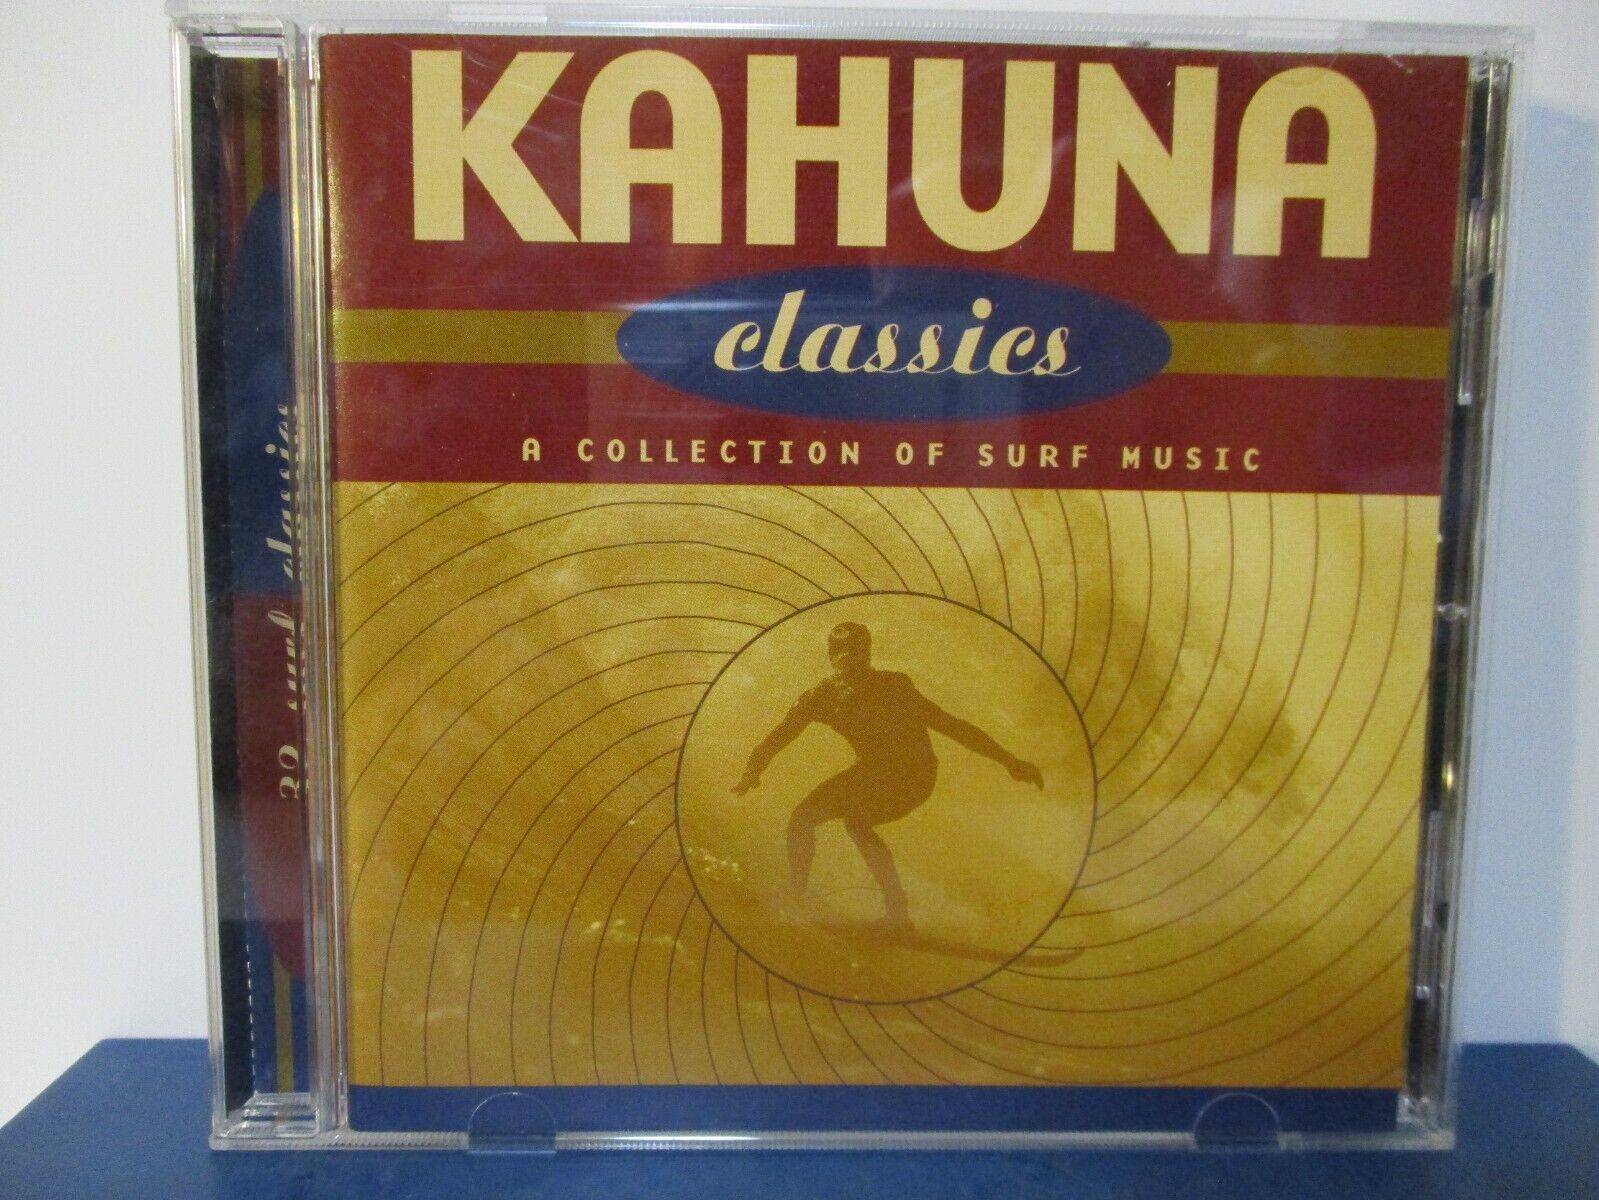 KAHUNA
classics
A COLLECTION OF SURF MUSIC
32 surf classics